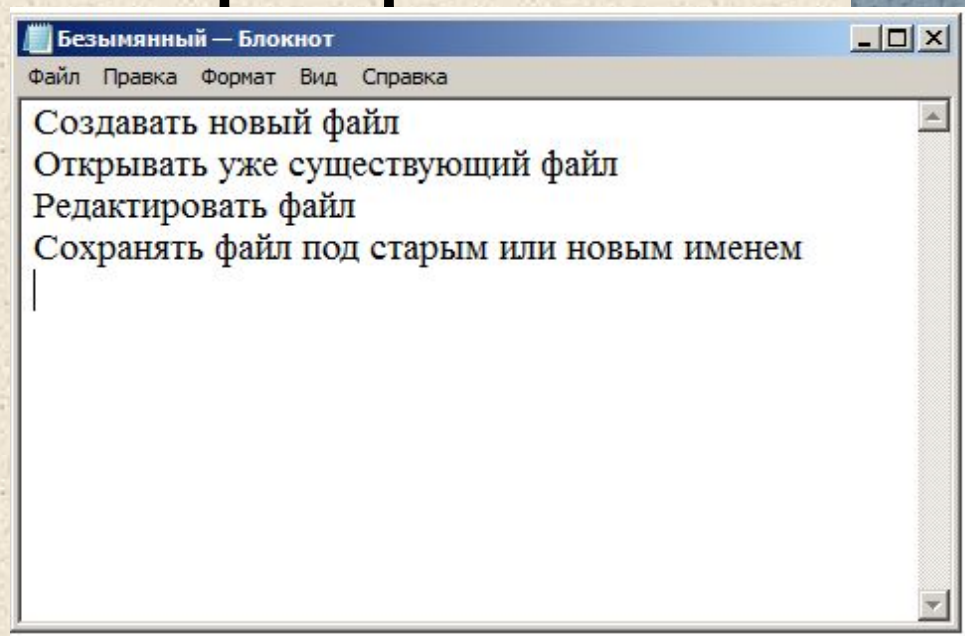 Безымянный — Блокнот
Файл Правка Формат Вид Справка
Создавать новый файл
Открывать уже существующий файл
Редактировать файл
Сохранять файл под старым или новым именем